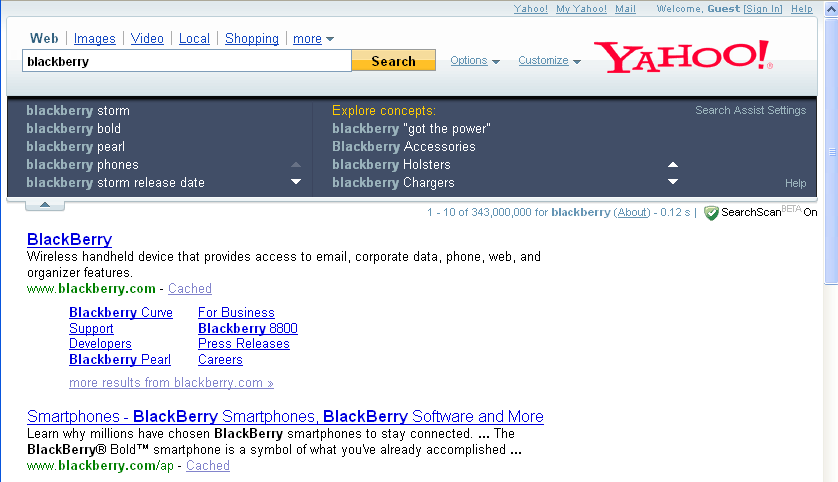 Yahoo! My Yahoo! Mail Welcome, Guest [Sign In] Help
Web Images Video Local Shopping more
blackberry Search Options Customize YAHOO!®
blackberry storm
blackberry bold
blackberry pearl
blackberry phones
blackberry storm release date
Explore concepts:
blackberry "got the power"
Blackberry Accessories
blackberry Holsters
blackberry Chargers
Search Assist Settings
Help
1 - 10 of 343,000,000 for blackberry (About) - 0.12 s | SearchScan BETA On
BlackBerry
Wireless handheld device that provides access to email, corporate data, phone, web, and
organizer features.
www.blackberry.com - Cached
Blackberry Curve For Business
Support Blackberry 8800
Developers Press Releases
Blackberry Pearl Careers
more results from blackberry.com »
Smartphones - BlackBerry Smartphones, BlackBerry Software and More
Learn why millions have chosen BlackBerry smartphones to stay connected. ... The
BlackBerry® Bold™ smartphone is a symbol of what you've already accomplished ...
www.blackberry.com/ap - Cached